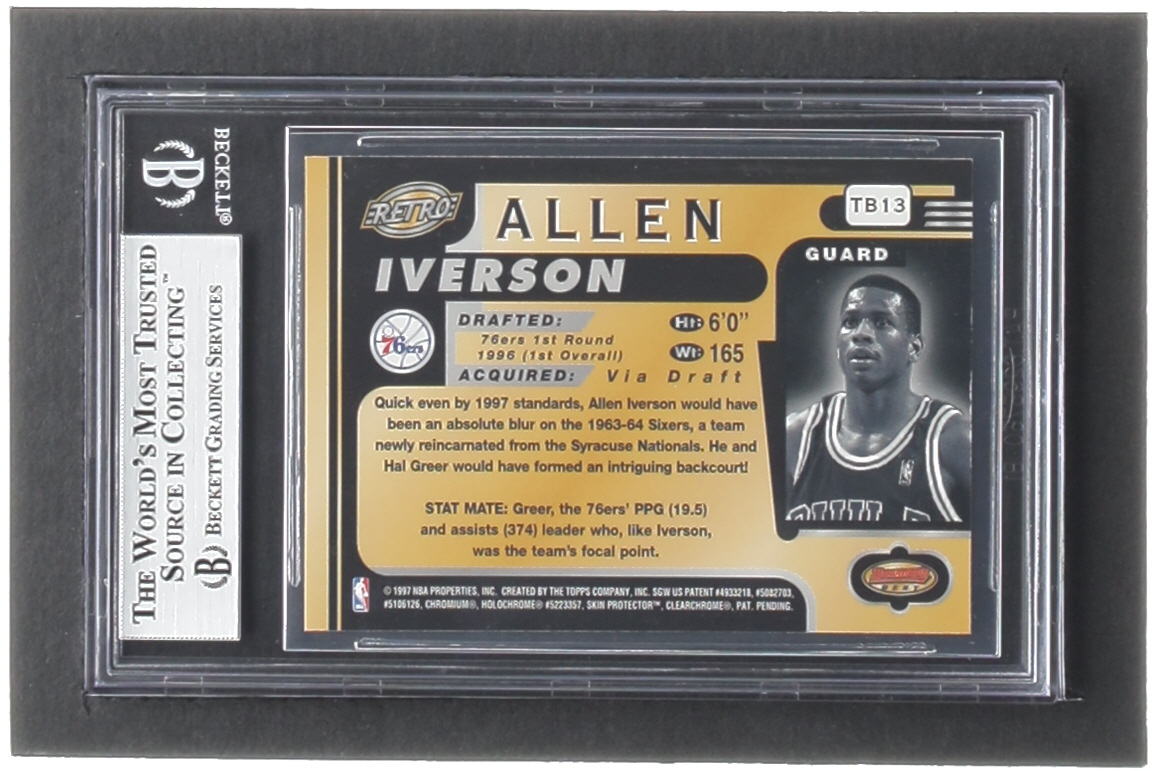 BECKETT®
B
THE WORLD'S MOST TRUSTED
SOURCE IN COLLECTING™
B BECKETT GRADING SERVICES
RETRO
ALLEN
IVERSON
TB13
GUARD
76ers
DRAFTED:
76ers 1st Round
1996 (1st Overall)
ACQUIRED: Via Draft
Ht: 6'0"
Wt: 165
Quick even by 1997 standards, Allen Iverson would have
been an absolute blur on the 1963-64 Sixers, a team
newly reincarnated from the Syracuse Nationals. He and
Hal Greer would have formed an intriguing backcourt!
STAT MATE: Greer, the 76ers' PPG (19.5)
and assists (374) leader who, like Iverson,
was the team's focal point.
BEST
© 1997 NBA PROPERTIES, INC. CREATED BY THE TOPPS COMPANY, INC. SGW US PATENT #4933218, #5082703,
#5106126, CHROMIUM®, HOLOCHROME® #5223357, SKIN PROTECTOR™, CLEARCHROME®, PAT. PENDING.